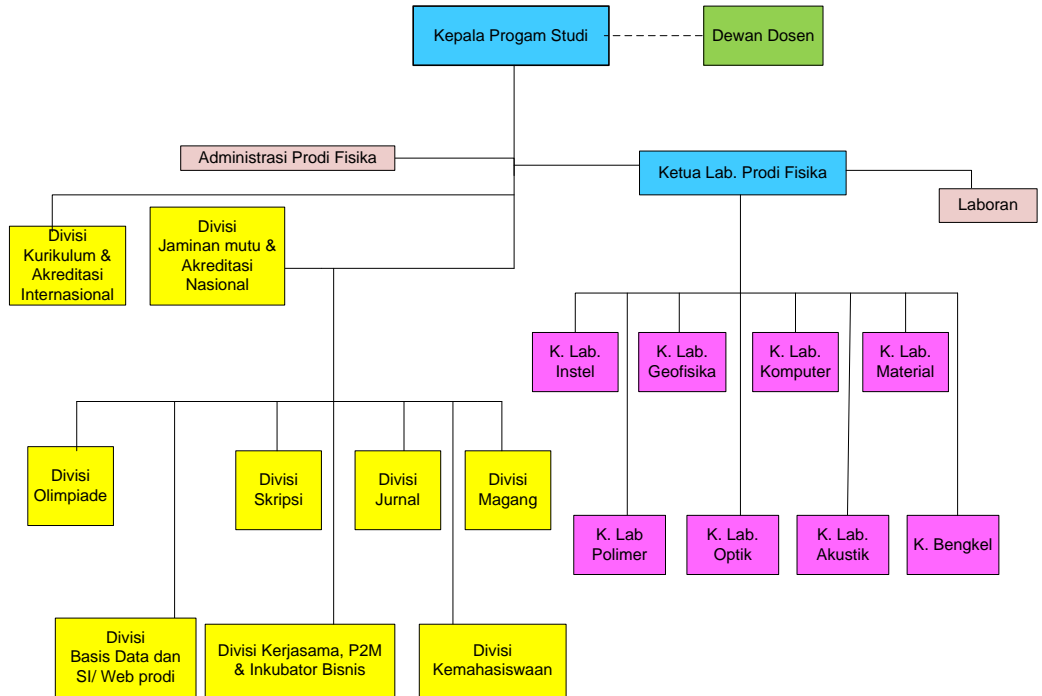 Kepala Progam Studi
Dewan Dosen
Administrasi Prodi Fisika
Ketua Lab. Prodi Fisika
Laboran
Divisi
Kurikulum &
Akreditasi
Internasional
Divisi
Jaminan mutu &
Akreditasi
Nasional
K. Lab.
Instel
K. Lab.
Geofisika
K. Lab.
Komputer
K. Lab.
Material
Divisi
Olimpiade
Divisi
Skripsi
Divisi
Jurnal
Divisi
Magang
K. Lab
Polimer
K. Lab.
Optik
K. Lab.
Akustik
K. Bengkel
Divisi
Basis Data dan
SI/ Web prodi
Divisi Kerjasama, P2M
& Inkubator Bisnis
Divisi
Kemahasiswaan